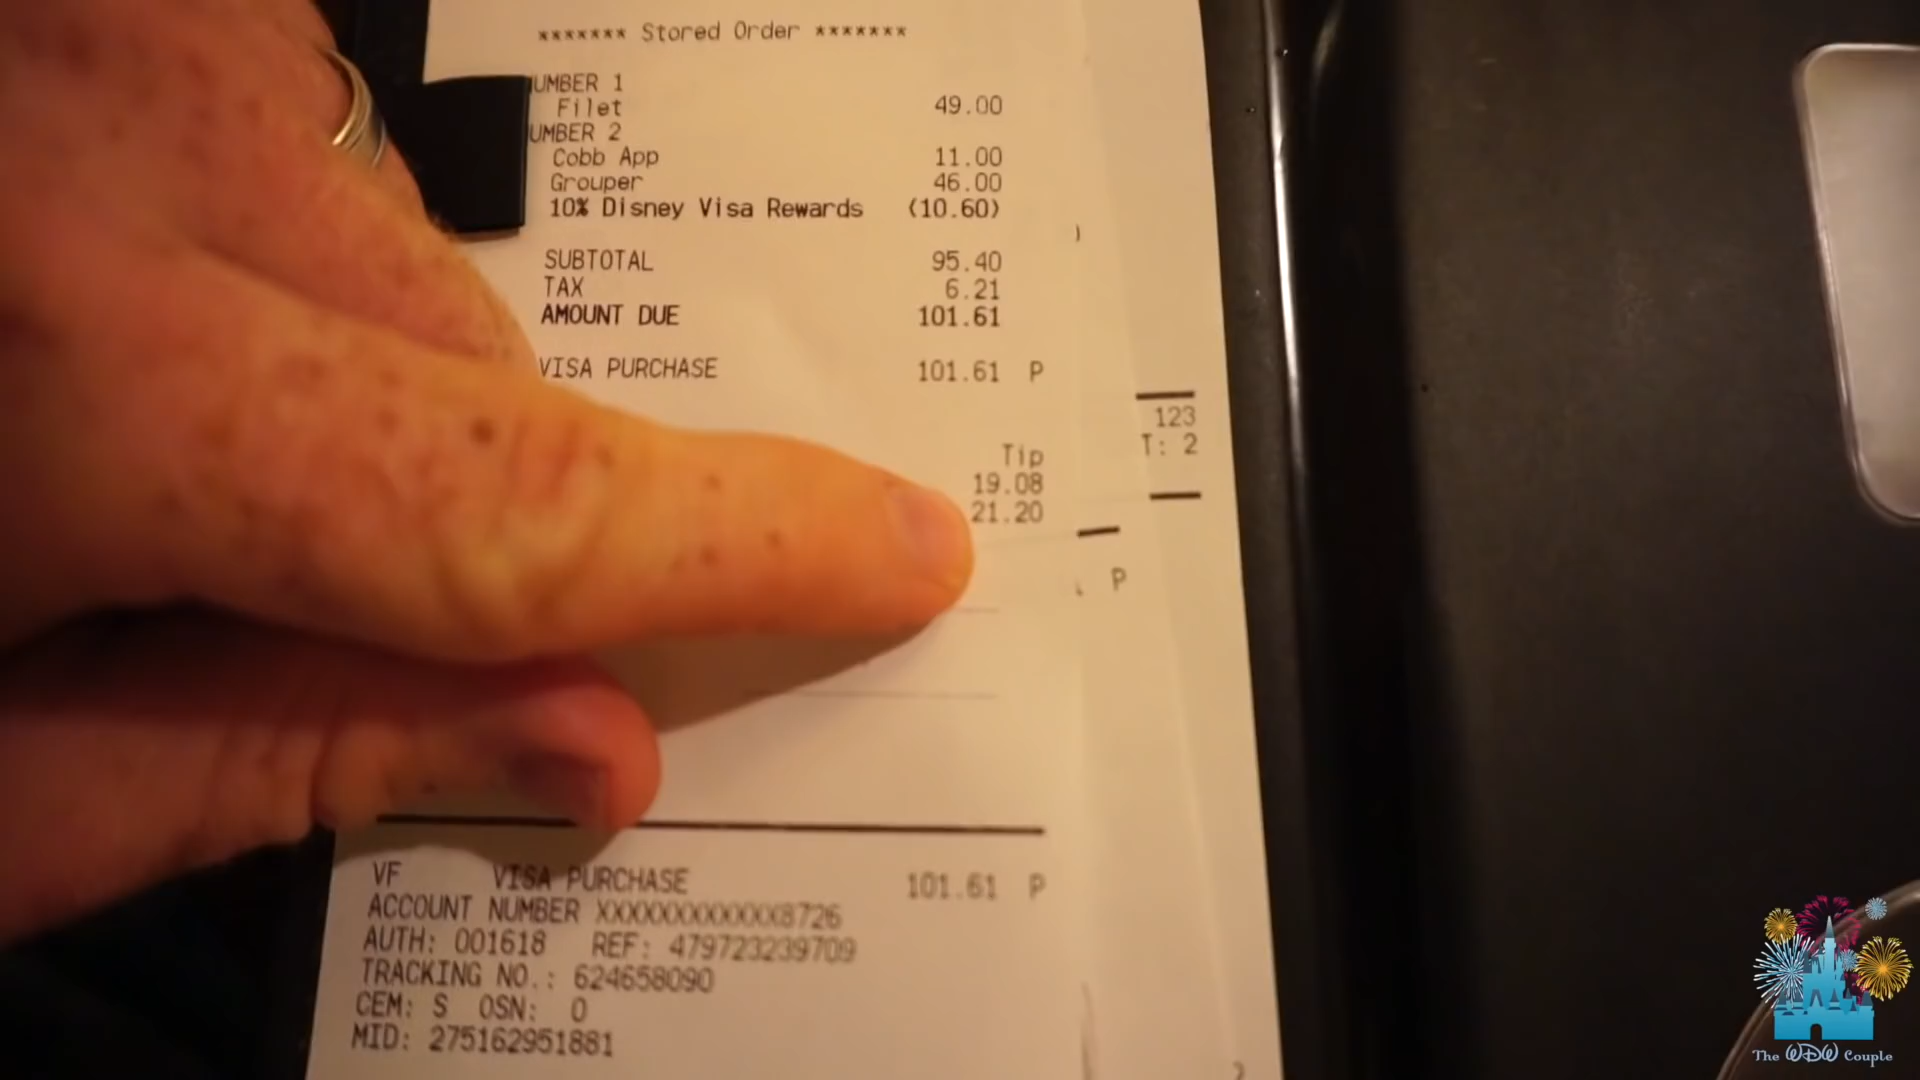 ******* Stored Order *******
UMBER 1
Filet 49.00
UMBER 2
Cobb App 11.00
Grouper 46.00
10% Disney Visa Rewards (10.60)
SUBTOTAL 95.40
TAX 6.21
AMOUNT DUE 101.61
VISA PURCHASE 101.61 P
Tip
19.08
21.20
VF VISA PURCHASE 101.61 P
ACCOUNT NUMBER XXXXXXXXXXXX8726
AUTH: 001618 REF: 479723239709
TRACKING NO.: 624658090
CEM: S OSN: 0
MID: 275162951881
123
T: 2
P
The WDW Couple